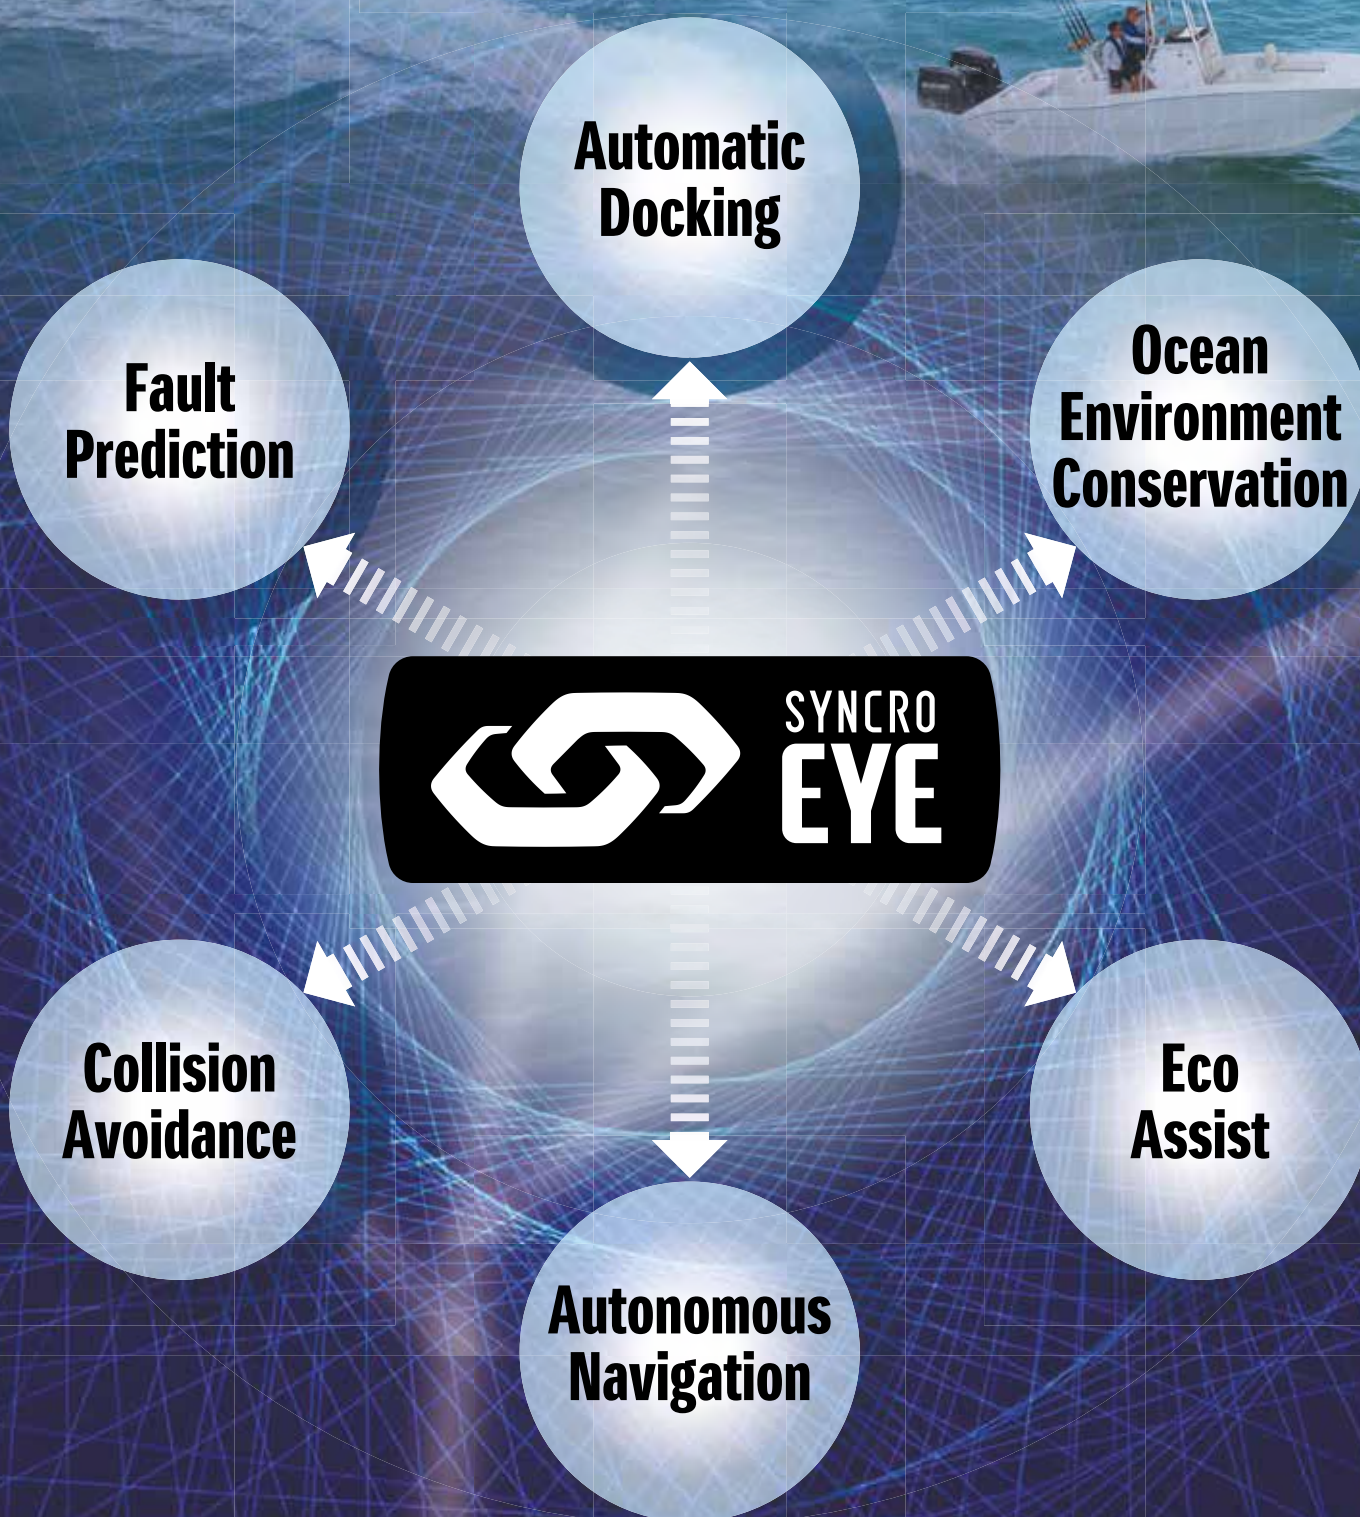 Automatic
Docking
Fault
Prediction
Ocean
Environment
Conservation
SYNCRO
EYE
Collision
Avoidance
Eco
Assist
Autonomous
Navigation